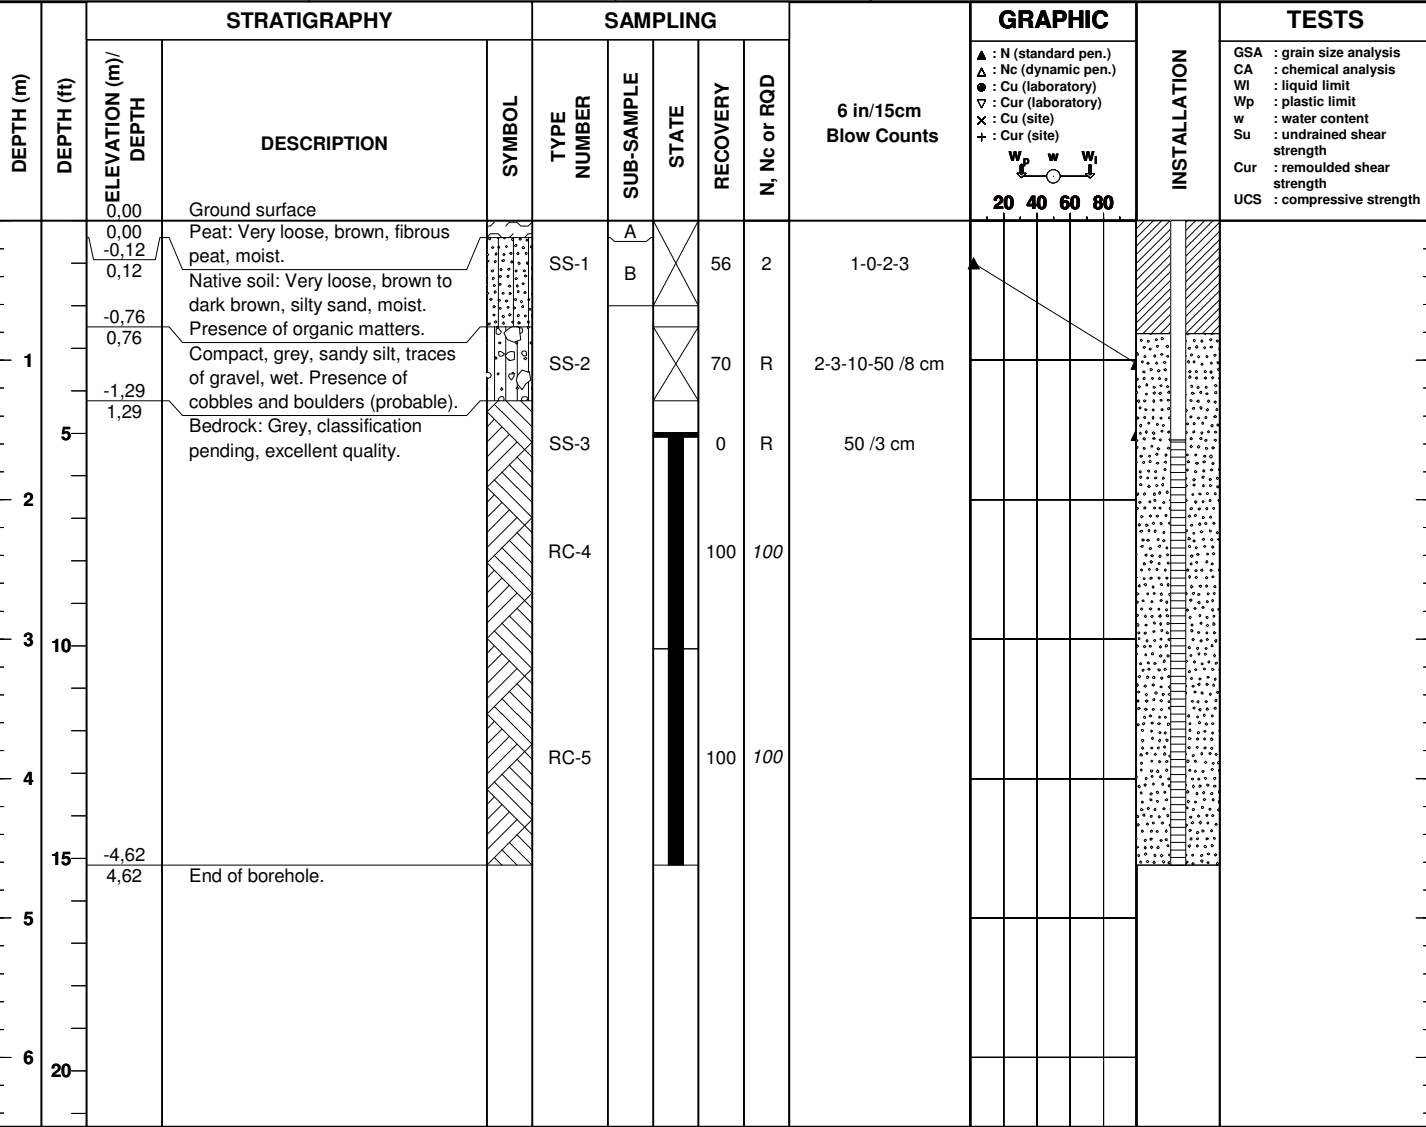 STRATIGRAPHY
SAMPLING
GRAPHIC
TESTS
DEPTH (m)
DEPTH (ft)
ELEVATION (m)/
DEPTH
DESCRIPTION
SYMBOL
TYPE
NUMBER
SUB-SAMPLE
STATE
RECOVERY
N, Nc or RQD
6 in/15cm
Blow Counts
▲ : N (standard pen.)
△ : Nc (dynamic pen.)
● : Cu (laboratory)
▽ : Cur (laboratory)
× : Cu (site)
+ : Cur (site)
Wp w Wl
20 40 60 80
INSTALLATION
GSA : grain size analysis
CA : chemical analysis
Wl : liquid limit
Wp : plastic limit
w : water content
Su : undrained shear
strength
Cur : remoulded shear
strength
UCS : compressive strength
0,00 Ground surface
0,00 Peat: Very loose, brown, fibrous
-0,12 peat, moist.
0,12
Native soil: Very loose, brown to
dark brown, silty sand, moist.
-0,76 Presence of organic matters.
0,76
Compact, grey, sandy silt, traces
of gravel, wet. Presence of
-1,29 cobbles and boulders (probable).
1,29
Bedrock: Grey, classification
pending, excellent quality.
-4,62
4,62 End of borehole.
A
SS-1 B 56 2 1-0-2-3
SS-2 70 R 2-3-10-50 /8 cm
SS-3 0 R 50 /3 cm
RC-4 100 100
RC-5 100 100
1
2
3
4
5
6
5
10
15
20